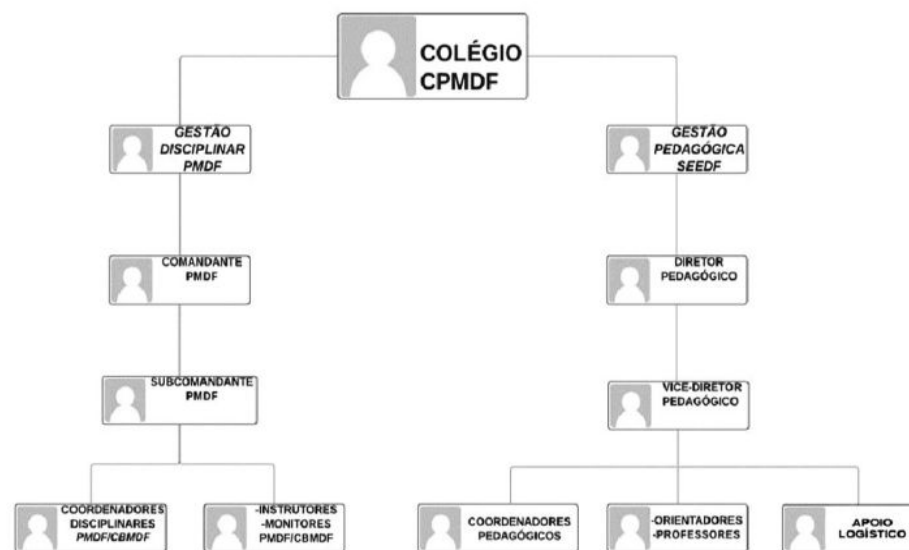 COLÉGIO
CPMDF
GESTÃO
DISCIPLINAR
PMDF
GESTÃO
PEDAGÓGICA
SEEDF
COMANDANTE
PMDF
DIRETOR
PEDAGÓGICO
SUBCOMANDANTE
PMDF
VICE-DIRETOR
PEDAGÓGICO
COORDENADORES
DISCIPLINARES
PMDF/CBMDF
-INSTRUTORES
-MONITORES
PMDF/CBMDF
COORDENADORES
PEDAGÓGICOS
-ORIENTADORES
-PROFESSORES
APOIO
LOGÍSTICO